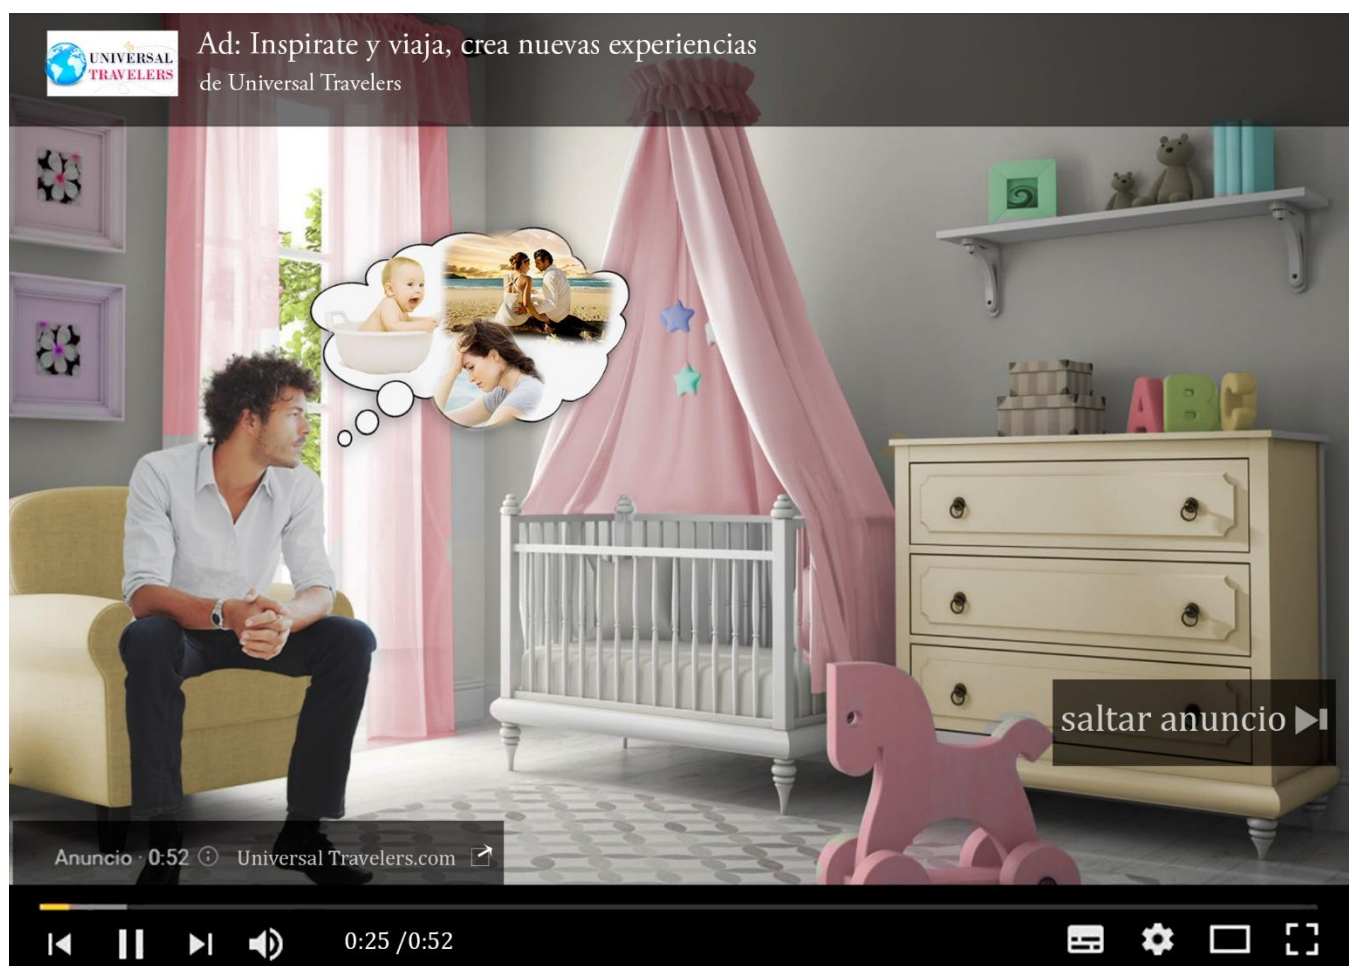 UNIVERSAL
TRAVELERS
Ad: Inspirate y viaja, crea nuevas experiencias
de Universal Travelers
ABC
saltar anuncio
Anuncio · 0:52 Universal Travelers.com
0:25 /0:52